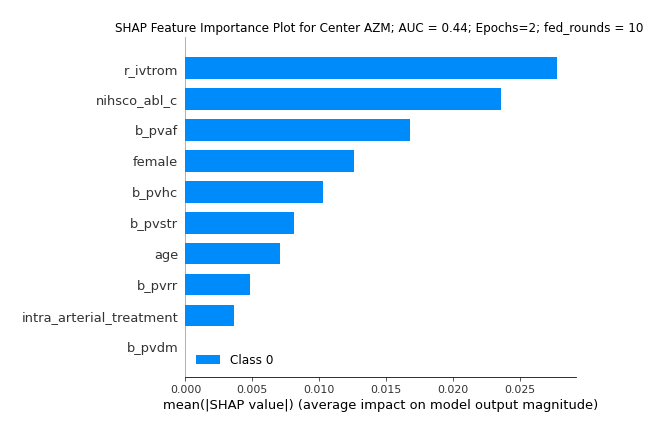 SHAP Feature Importance Plot for Center AZM; AUC = 0.44; Epochs=2; fed_rounds = 10
r_ivtrom
nihsco_abl_c
b_pvaf
female
b_pvhc
b_pvstr
age
b_pvrr
intra_arterial_treatment
b_pvdm
Class 0
0.000 0.005 0.010 0.015 0.020 0.025
mean(|SHAP value|) (average impact on model output magnitude)